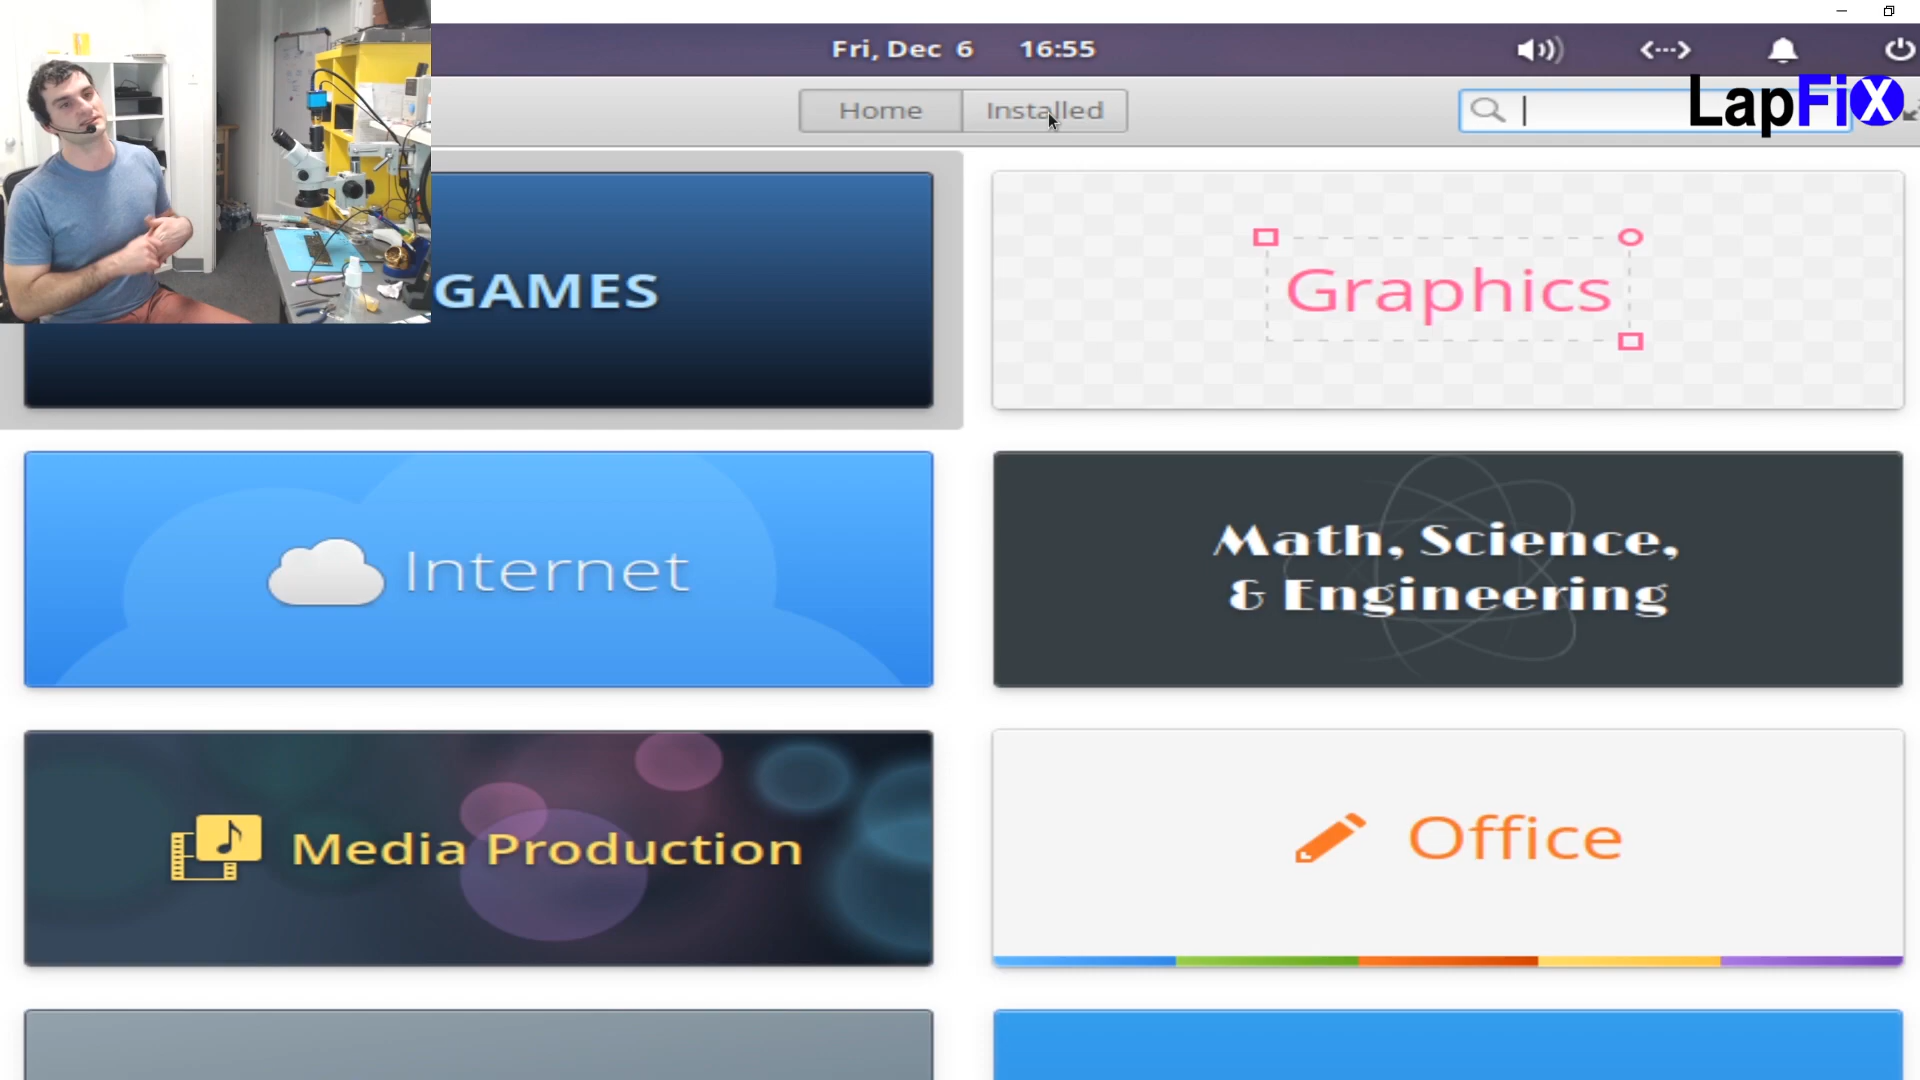 Fri, Dec 6 16:55
Home Installed
LapFiX
GAMES
Graphics
Internet
Math, Science,
& Engineering
Media Production
Office